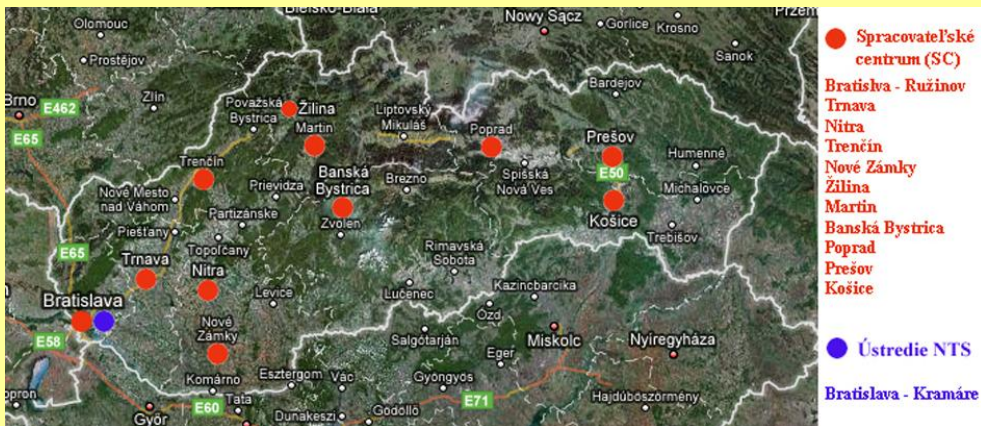 Bielsko-Biała
Nowy Sącz
Gorlice
Krosno
Przem
Olomouc
Sanok
Prostějov
Bardejov
Brno
E462
Zlín
Považská
Bystrica
Žilina
Martin
Liptovský
Mikuláš
Poprad
Prešov
E65
E50
Humenné
Trenčín
Banská
Bystrica
Spišská
Nová Ves
Prievidza
Brezno
Michalovce
Nové Mesto
nad Váhom
Partizánske
Košice
Piešťany
Zvolen
Trebišov
Topoľčany
E65
Rimavská
Sobota
Trnava
Nitra
Levice
Lučenec
Kazincbarcika
Bratislava
Ózd
Nové
Zámky
Salgótarján
Miskolc
Nyíregyháza
E58
Eger
Komárno
Esztergom
Vác
Gyöngyös
opron
E60
Tata
E71
Hajdúböszörmény
Győr
Dunakeszi
Gödöllő
Spracovateľské
centrum (SC)
Bratislva - Ružinov
Trnava
Nitra
Trenčín
Nové Zámky
Žilina
Martin
Banská Bystrica
Poprad
Prešov
Košice
Ústredie NTS
Bratislava - Kramáre